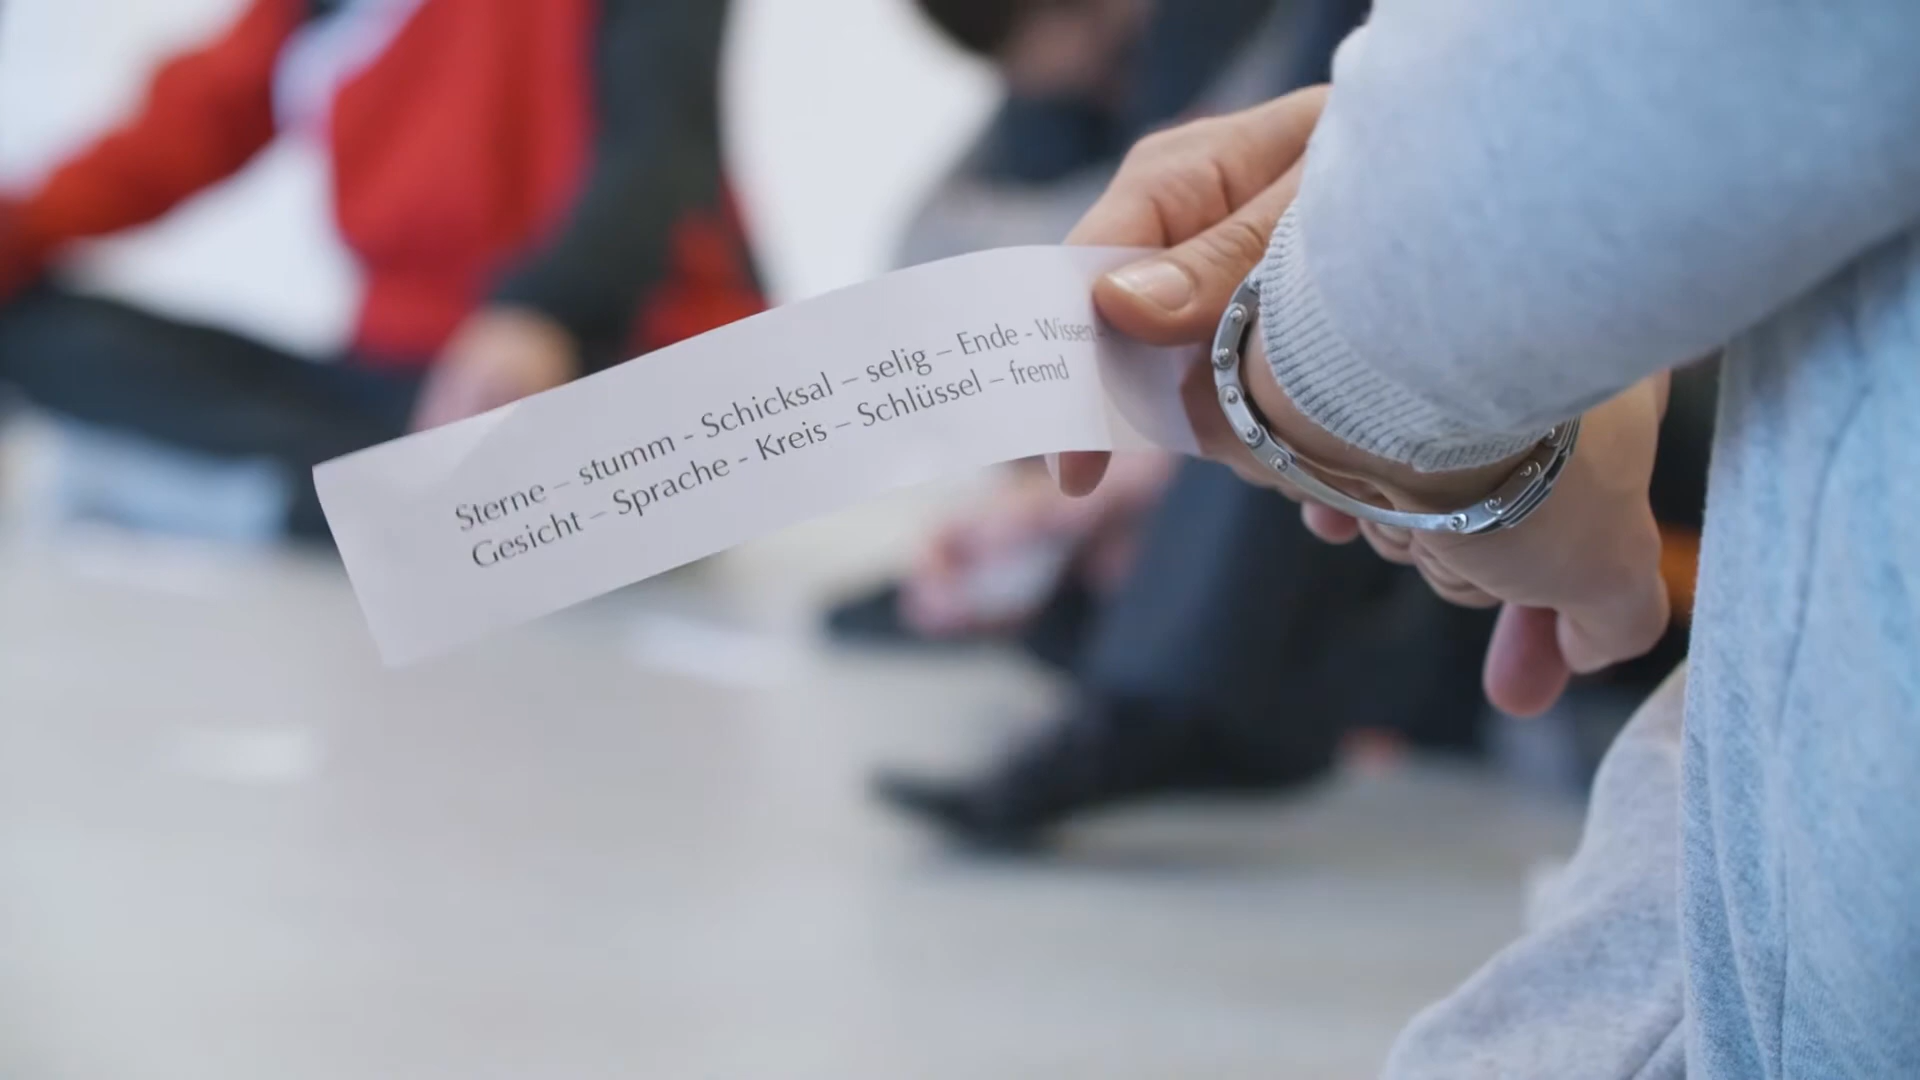 Sterne – stumm - Schicksal – selig – Ende - Wissen -
Gesicht – Sprache - Kreis – Schlüssel – fremd